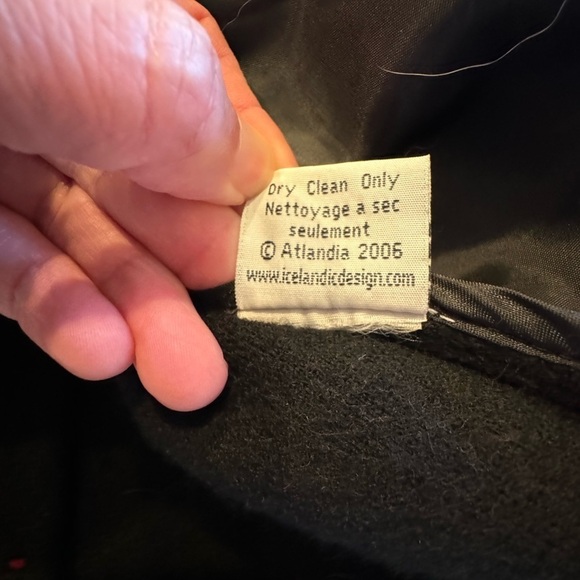 Dry Clean Only
Nettoyage a sec
seulement
© Atlandia 2006
www.icelandicdesign.com